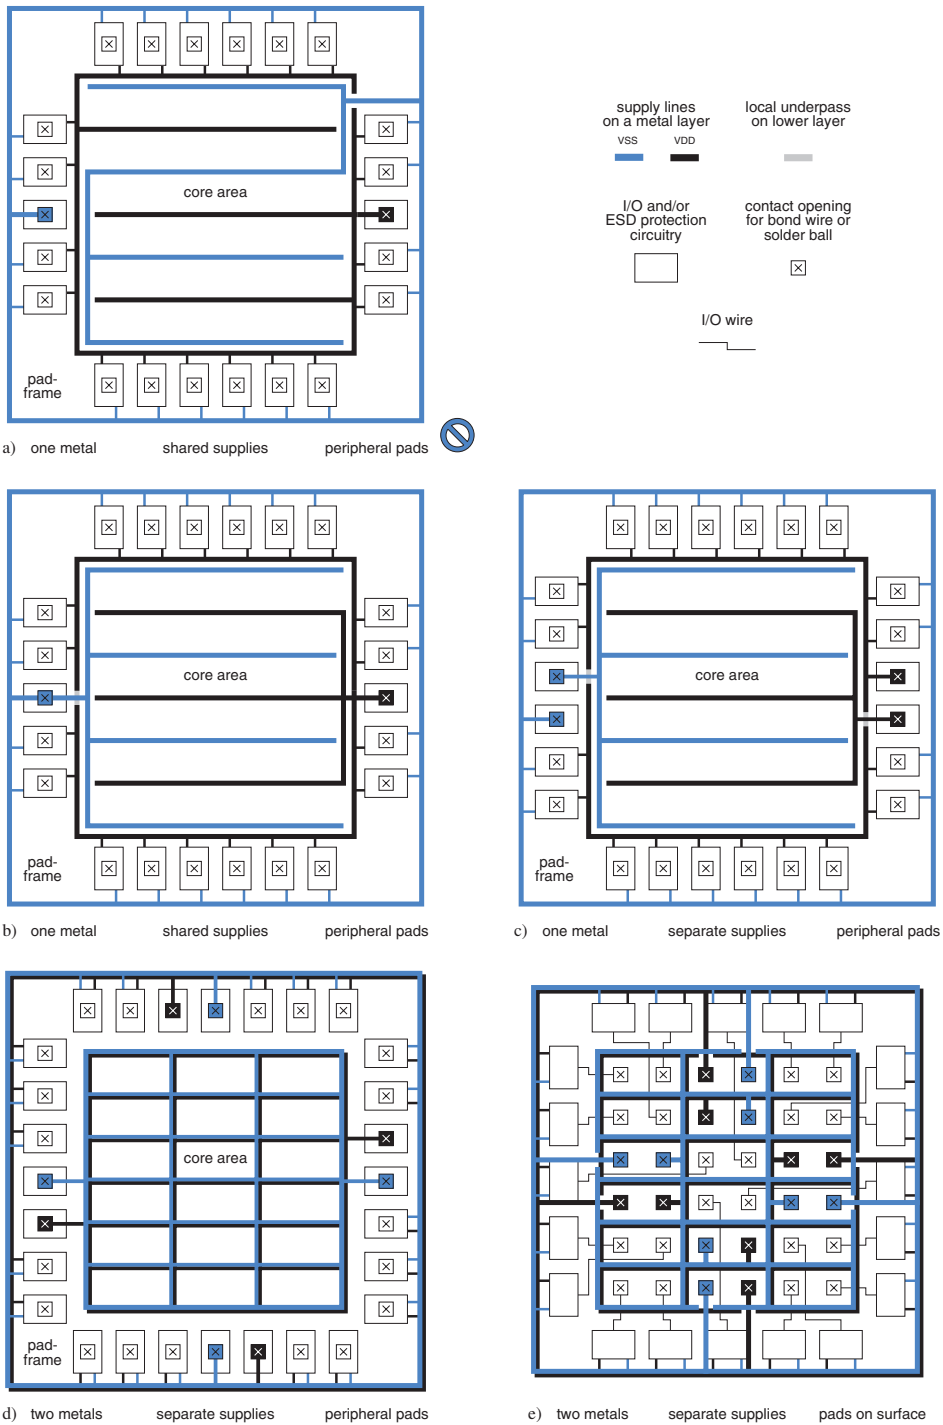 supply lines
on a metal layer
VSS VDD
local underpass
on lower layer
I/O and/or
ESD protection
circuitry
contact opening
for bond wire or
solder ball
I/O wire
core area
pad-
frame
a) one metal shared supplies peripheral pads
core area
pad-
frame
b) one metal shared supplies peripheral pads
core area
pad-
frame
c) one metal separate supplies peripheral pads
core area
pad-
frame
d) two metals separate supplies peripheral pads
e) two metals separate supplies pads on surface